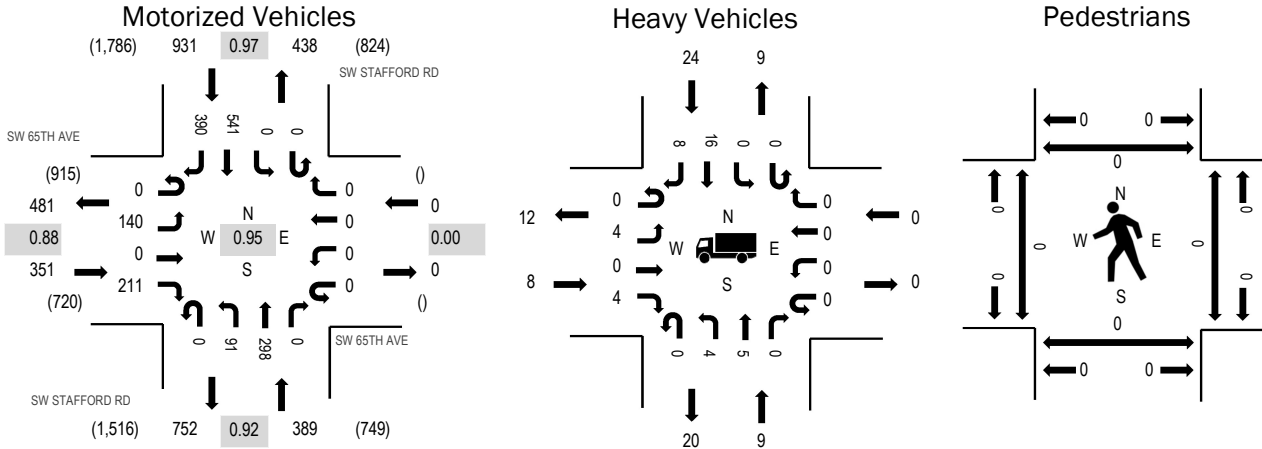 Motorized Vehicles
(1,786) 931 0.97 438 (824)
SW STAFFORD RD
390 541 0 0
SW 65TH AVE
(915) 0 0 ()
481 0 0
140 N 0
0.88 W 0.95 E 0.00
0 0
351 S 0
211 0
(720) ()
0 91 298 0
SW 65TH AVE
SW STAFFORD RD
(1,516) 752 0.92 389 (749)
Heavy Vehicles
24 9
8 16 0 0
0 0
12 4 N 0 0
W E
0 0
8 S 0
4 0
0 4 5 0
20 9
Pedestrians
0 0
0
N
0 0
W E
0 0
0 0
S
0
0 0